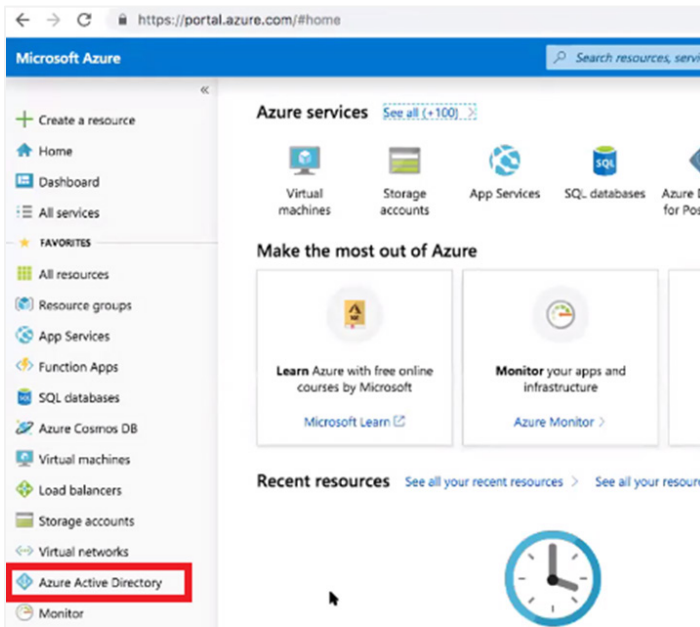 https://portal.azure.com/#home
Microsoft Azure
Search resources, servi
«
Create a resource
Home
Dashboard
All services
FAVORITES
All resources
Resource groups
App Services
Function Apps
SQL databases
Azure Cosmos DB
Virtual machines
Load balancers
Storage accounts
Virtual networks
Azure Active Directory
Monitor
Azure services See all (+100)
Virtual
machines
Storage
accounts
App Services
SQL
SQL databases
Azure D
for Pos
Make the most out of Azure
Learn Azure with free online
courses by Microsoft
Microsoft Learn
Monitor your apps and
infrastructure
Azure Monitor >
Recent resources See all your recent resources > See all your resour